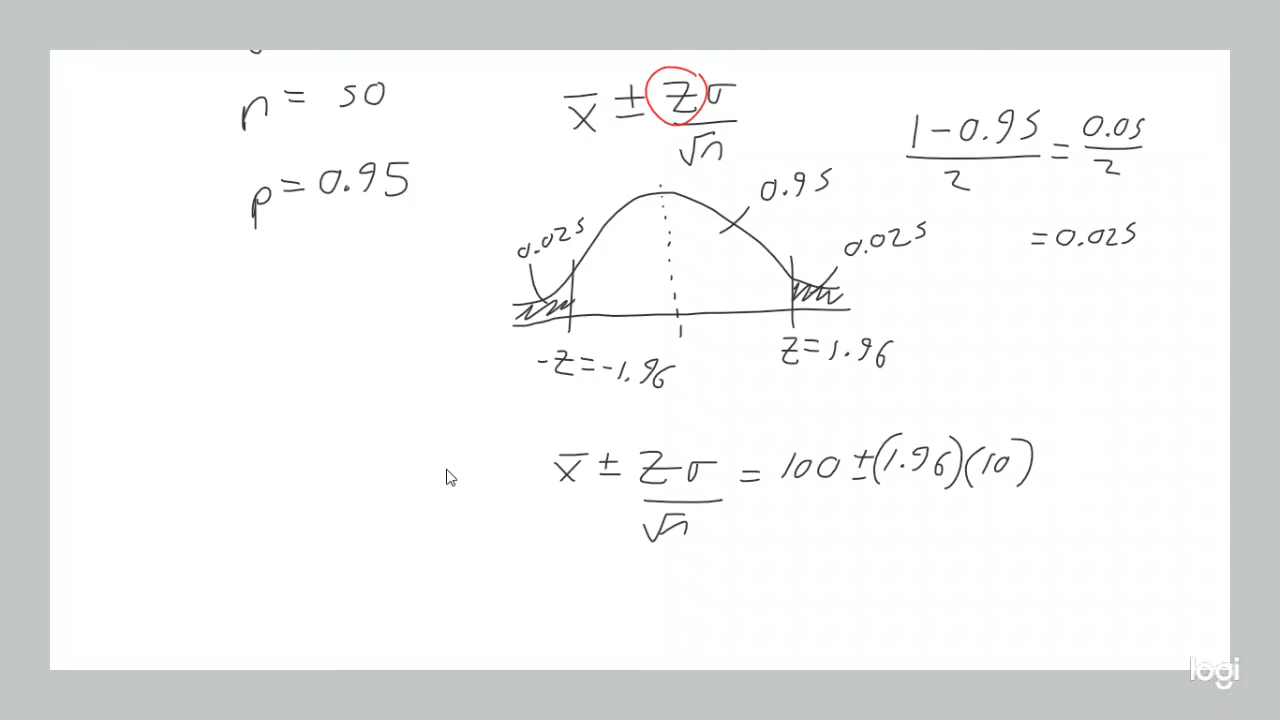 n = 50
p = 0.95
x̄ ± zσ/√n
(1 - 0.95)/2 = 0.05/2
= 0.025
0.025
0.95
0.025
-z = -1.96
z = 1.96
x̄ ± zσ/√n = 100 ± (1.96)(10)
logi